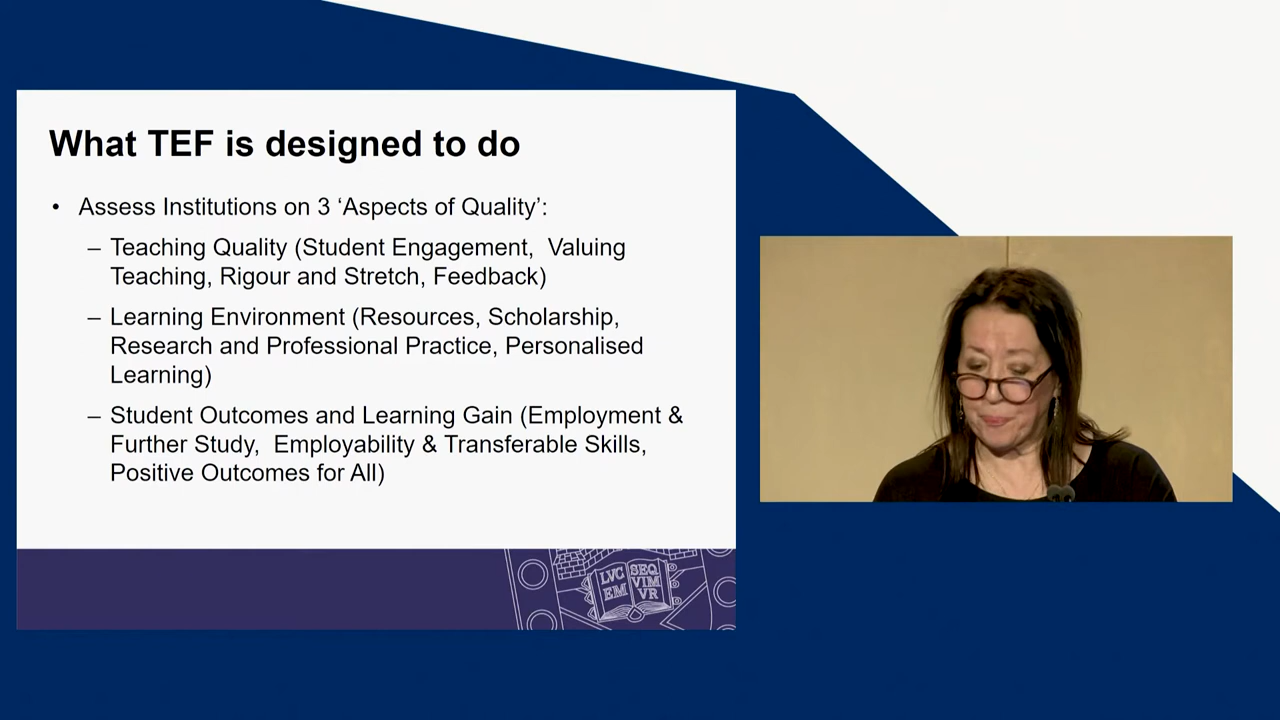 What TEF is designed to do
• Assess Institutions on 3 ‘Aspects of Quality’:
– Teaching Quality (Student Engagement,  Valuing
Teaching, Rigour and Stretch, Feedback)
– Learning Environment (Resources, Scholarship,
Research and Professional Practice, Personalised
Learning)
– Student Outcomes and Learning Gain (Employment &
Further Study,  Employability & Transferable Skills,
Positive Outcomes for All)
LVC SEQ
EM VIM
VR